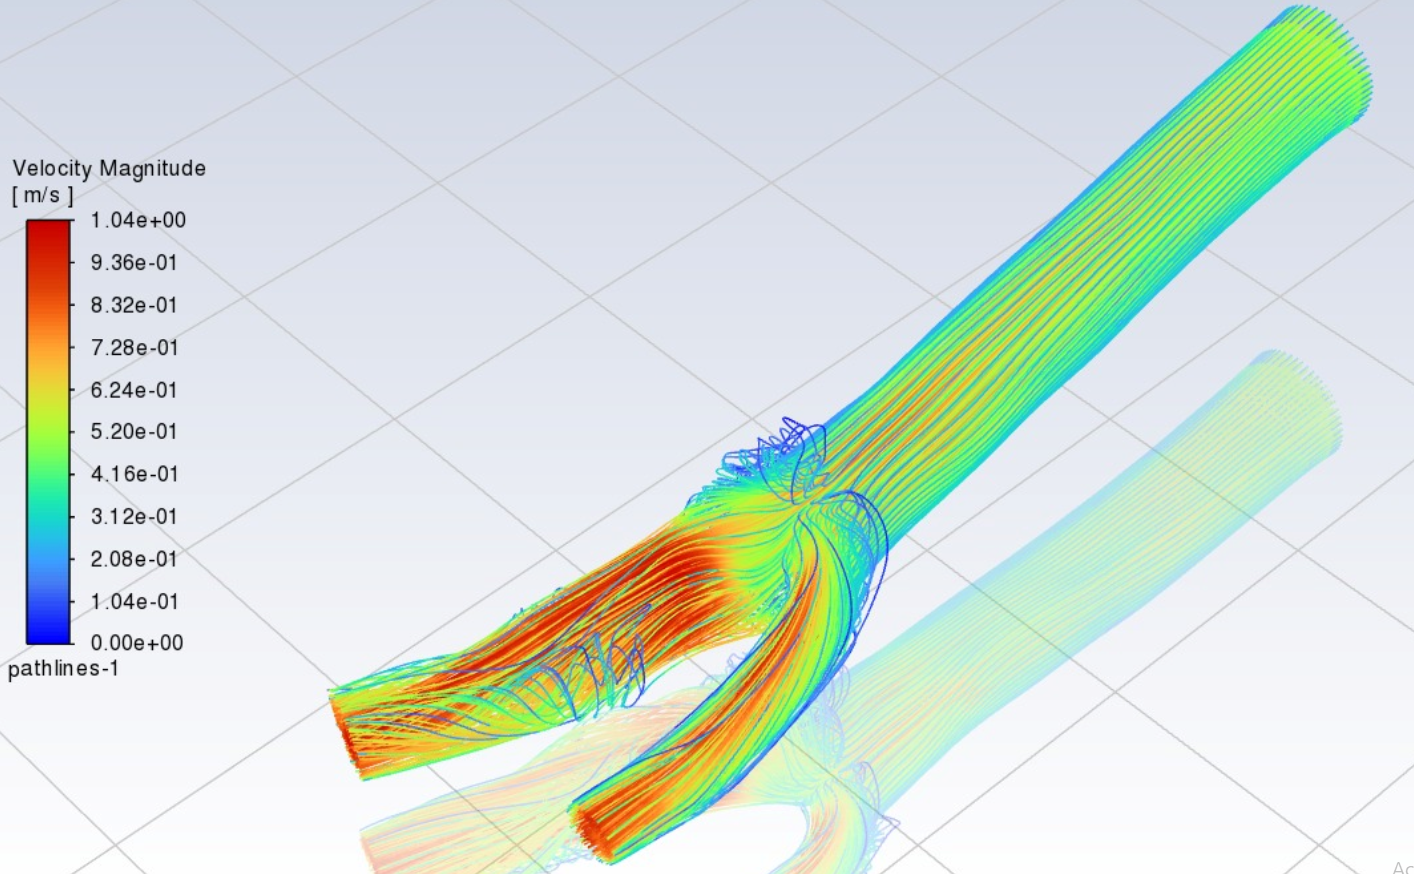 Velocity Magnitude
[ m/s ]
1.04e+00
9.36e-01
8.32e-01
7.28e-01
6.24e-01
5.20e-01
4.16e-01
3.12e-01
2.08e-01
1.04e-01
0.00e+00
pathlines-1
Ac